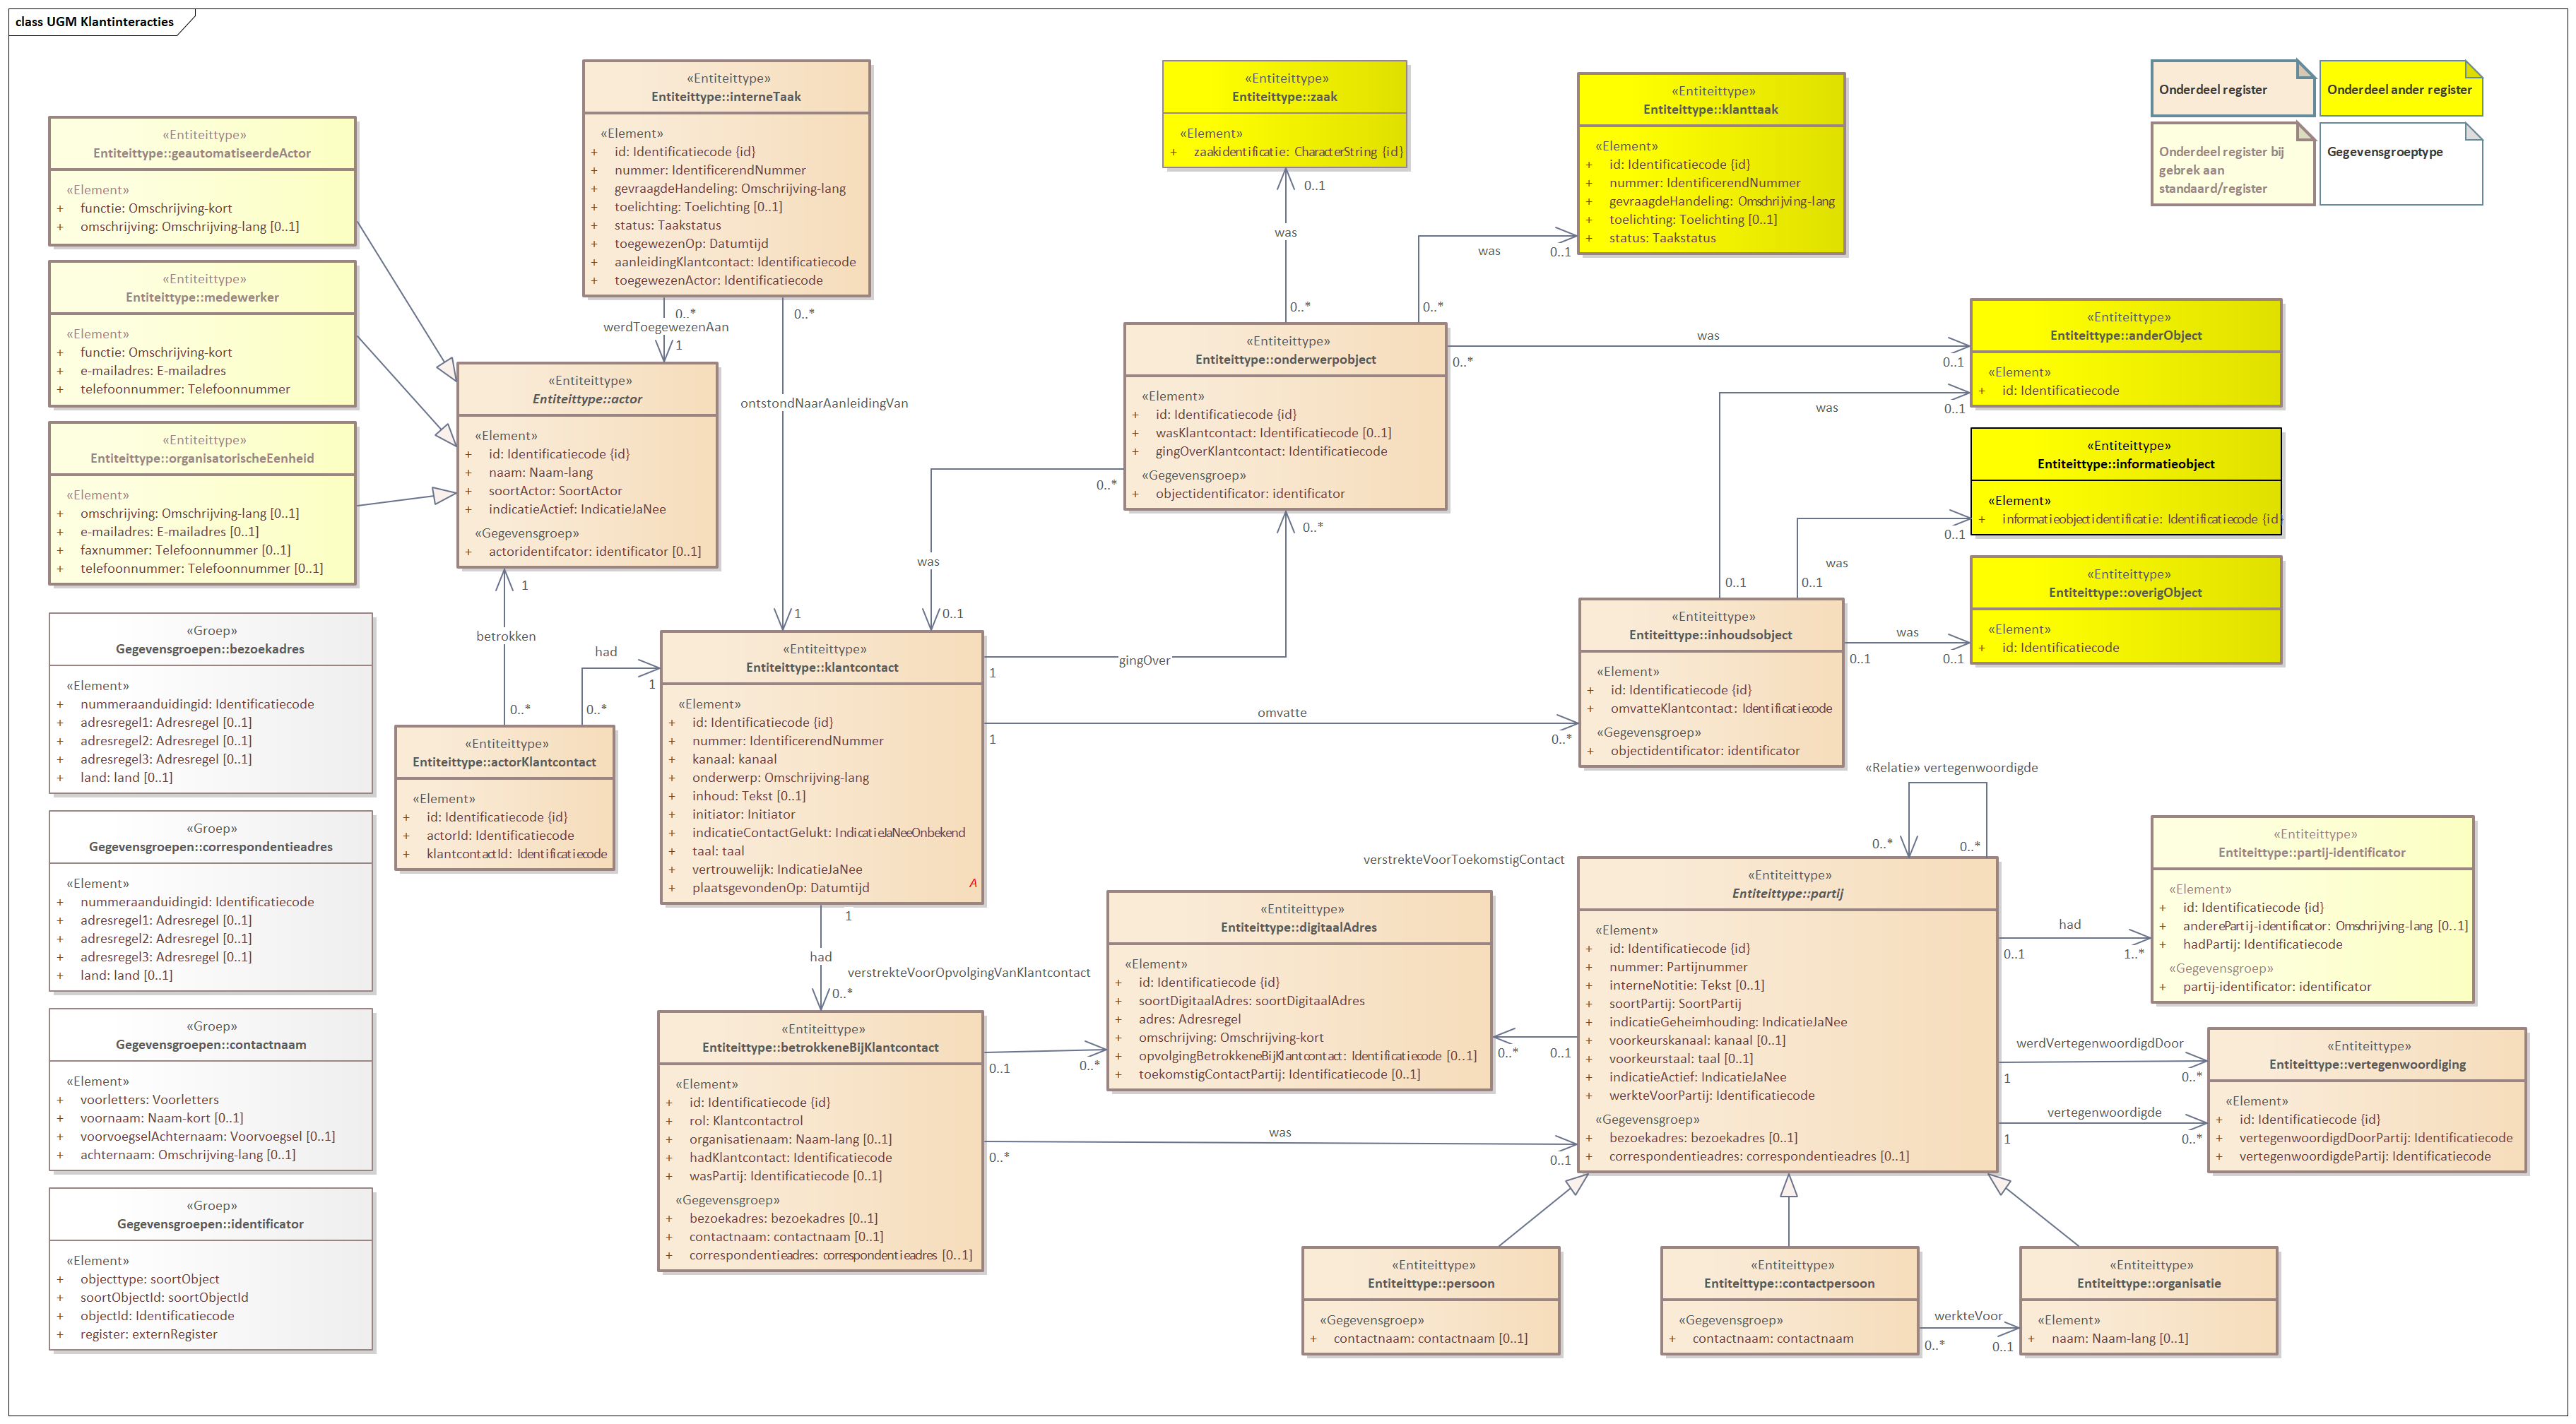 class UGM Klantinteracties
«Entiteittype»
Entiteittype::geautomatiseerdeActor
«Element»
+ functie: Omschrijving-kort
+ omschrijving: Omschrijving-lang [0..1]
«Entiteittype»
Entiteittype::medewerker
«Element»
+ functie: Omschrijving-kort
+ e-mailadres: E-mailadres
+ telefoonnummer: Telefoonnummer
«Entiteittype»
Entiteittype::organisatorischeEenheid
«Element»
+ omschrijving: Omschrijving-lang [0..1]
+ e-mailadres: E-mailadres [0..1]
+ faxnummer: Telefoonnummer [0..1]
+ telefoonnummer: Telefoonnummer [0..1]
«Groep»
Gegevensgroepen::bezoekadres
«Element»
+ nummeraanduidingid: Identificatiecode
+ adresregel1: Adresregel [0..1]
+ adresregel2: Adresregel [0..1]
+ adresregel3: Adresregel [0..1]
+ land: land [0..1]
«Groep»
Gegevensgroepen::correspondentieadres
«Element»
+ nummeraanduidingid: Identificatiecode
+ adresregel1: Adresregel [0..1]
+ adresregel2: Adresregel [0..1]
+ adresregel3: Adresregel [0..1]
+ land: land [0..1]
«Groep»
Gegevensgroepen::contactnaam
«Element»
+ voorletters: Voorletters
+ voornaam: Naam-kort [0..1]
+ voorvoegselAchternaam: Voorvoegsel [0..1]
+ achternaam: Omschrijving-lang [0..1]
«Groep»
Gegevensgroepen::identificator
«Element»
+ objecttype: soortObject
+ soortObjectId: soortObjectId
+ objectId: Identificatiecode
+ register: externRegister
«Entiteittype»
Entiteittype::interneTaak
«Element»
+ id: Identificatiecode {id}
+ nummer: IdentificerendNummer
+ gevraagdeHandeling: Omschrijving-lang
+ toelichting: Toelichting [0..1]
+ status: Taakstatus
+ toegewezenOp: Datumtijd
+ aanleidingKlantcontact: Identificatiecode
+ toegewezenActor: Identificatiecode
0..*
werdToegewezenAan
1
0..*
ontstondNaarAanleidingVan
1
«Entiteittype»
Entiteittype::actor
«Element»
+ id: Identificatiecode {id}
+ naam: Naam-lang
+ soortActor: SoortActor
+ indicatieActief: IndicatieJaNee
«Gegevensgroep»
+ actoridentifcator: identificator [0..1]
1
betrokken
0..*
had
1
0..*
«Entiteittype»
Entiteittype::actorKlantcontact
«Element»
+ id: Identificatiecode {id}
+ actorId: Identificatiecode
+ klantcontactId: Identificatiecode
«Entiteittype»
Entiteittype::klantcontact
«Element»
+ id: Identificatiecode {id}
+ nummer: IdentificerendNummer
+ kanaal: kanaal
+ onderwerp: Omschrijving-lang
+ inhoud: Tekst [0..1]
+ initiator: Initiator
+ indicatieContactGelukt: IndicatieJaNeeOnbekend
+ taal: taal
+ vertrouwelijk: IndicatieJaNee
+ plaatsgevondenOp: Datumtijd
A
1
had
0..*
verstrekteVoorOpvolgingVanKlantcontact
«Entiteittype»
Entiteittype::betrokkeneBijKlantcontact
«Element»
+ id: Identificatiecode {id}
+ rol: Klantcontactrol
+ organisatienaam: Naam-lang [0..1]
+ hadKlantcontact: Identificatiecode
+ wasPartij: Identificatiecode [0..1]
«Gegevensgroep»
+ bezoekadres: bezoekadres [0..1]
+ contactnaam: contactnaam [0..1]
+ correspondentieadres: correspondentieadres [0..1]
0..1
0..*
0..*
was
0..1
«Entiteittype»
Entiteittype::zaak
«Element»
+ zaakidentificatie: CharacterString {id}
0..1
was
0..*
«Entiteittype»
Entiteittype::klanttaak
«Element»
+ id: Identificatiecode {id}
+ nummer: IdentificerendNummer
+ gevraagdeHandeling: Omschrijving-lang
+ toelichting: Toelichting [0..1]
+ status: Taakstatus
was
0..1
0..*
«Entiteittype»
Entiteittype::onderwerpobject
«Element»
+ id: Identificatiecode {id}
+ wasKlantcontact: Identificatiecode [0..1]
+ gingOverKlantcontact: Identificatiecode
«Gegevensgroep»
+ objectidentificator: identificator
0..*
was
0..1
0..*
was
0..1
0..*
1
gingOver
1
omvatte
0..*
Onderdeel register
Onderdeel ander register
Onderdeel register bij
gebrek aan
standaard/register
Gegevensgroeptype
«Entiteittype»
Entiteittype::anderObject
«Element»
+ id: Identificatiecode
was
0..1
«Entiteittype»
Entiteittype::informatieobject
«Element»
+ informatieobjectidentificatie: Identificatiecode {id
0..1
was
0..1
0..1
«Entiteittype»
Entiteittype::overigObject
«Element»
+ id: Identificatiecode
was
0..1
0..1
«Entiteittype»
Entiteittype::inhoudsobject
«Element»
+ id: Identificatiecode {id}
+ omvatteKlantcontact: Identificatiecode
«Gegevensgroep»
+ objectidentificator: identificator
«Relatie» vertegenwoordigde
0..*
0..*
verstrekteVoorToekomstigContact
«Entiteittype»
Entiteittype::digitaalAdres
«Element»
+ id: Identificatiecode {id}
+ soortDigitaalAdres: soortDigitaalAdres
+ adres: Adresregel
+ omschrijving: Omschrijving-kort
+ opvolgingBetrokkeneBijKlantcontact: Identificatiecode [0..1]
+ toekomstigContactPartij: Identificatiecode [0..1]
0..*
0..1
«Entiteittype»
Entiteittype::partij
«Element»
+ id: Identificatiecode {id}
+ nummer: Partijnummer
+ interneNotitie: Tekst [0..1]
+ soortPartij: SoortPartij
+ indicatieGeheimhouding: IndicatieJaNee
+ voorkeurskanaal: kanaal [0..1]
+ voorkeurstaal: taal [0..1]
+ indicatieActief: IndicatieJaNee
+ werkteVoorPartij: Identificatiecode
«Gegevensgroep»
+ bezoekadres: bezoekadres [0..1]
+ correspondentieadres: correspondentieadres [0..1]
had
0..1
1..*
«Entiteittype»
Entiteittype::partij-identificator
«Element»
+ id: Identificatiecode {id}
+ anderePartij-identificator: Omschrijving-lang [0..1]
+ hadPartij: Identificatiecode
«Gegevensgroep»
+ partij-identificator: identificator
werdVertegenwoordigdDoor
1
0..*
vertegenwoordigde
1
0..*
«Entiteittype»
Entiteittype::vertegenwoordiging
«Element»
+ id: Identificatiecode {id}
+ vertegenwoordigdDoorPartij: Identificatiecode
+ vertegenwoordigdePartij: Identificatiecode
«Entiteittype»
Entiteittype::persoon
«Gegevensgroep»
+ contactnaam: contactnaam [0..1]
«Entiteittype»
Entiteittype::contactpersoon
«Gegevensgroep»
+ contactnaam: contactnaam
werkteVoor
0..*
0..1
«Entiteittype»
Entiteittype::organisatie
«Element»
+ naam: Naam-lang [0..1]